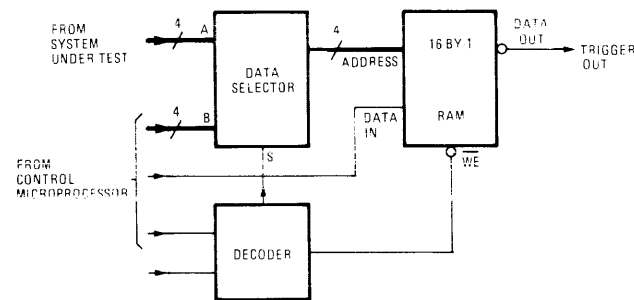 FROM
SYSTEM
UNDER TEST
4
A
DATA
SELECTOR
4
B
S
4
ADDRESS
DATA
IN
16 BY 1
RAM
WE
DATA
OUT
TRIGGER
OUT
FROM
CONTROL
MICROPROCESSOR
DECODER